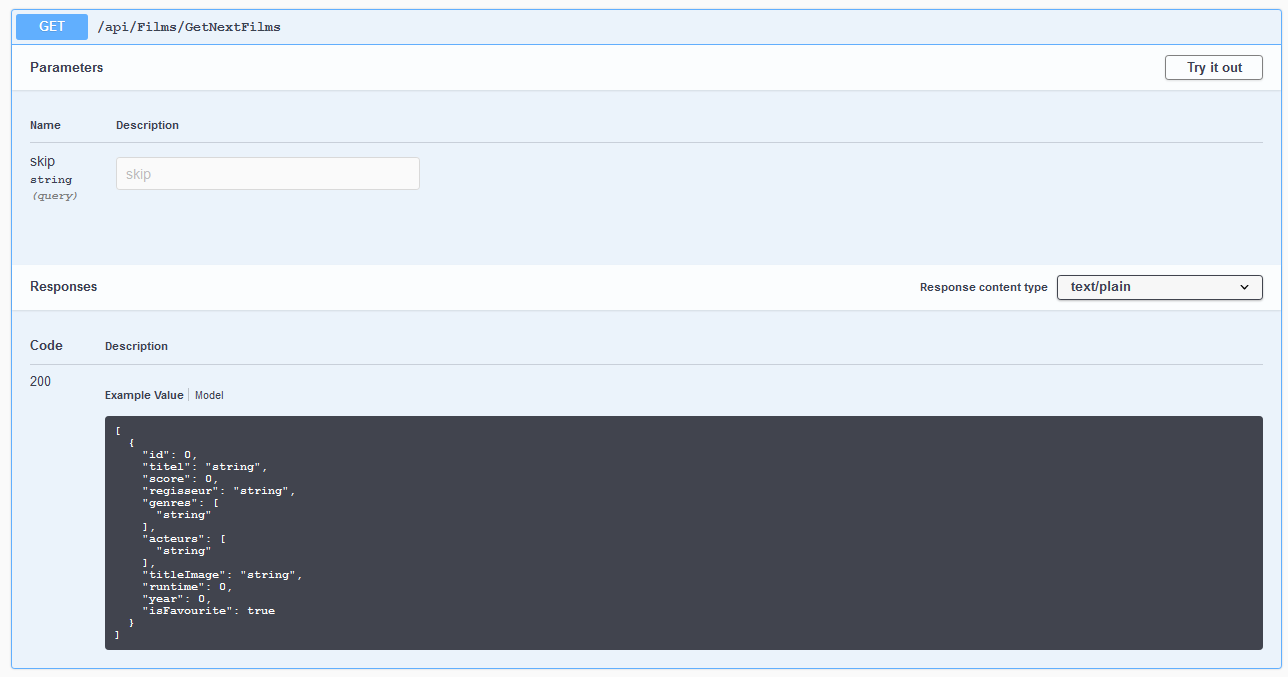 GET /api/Films/GetNextFilms
Parameters Try it out
Name Description
skip skip
string
(query)
Responses Response content type text/plain
Code Description
200
Example Value Model
[
  {
    "id": 0,
    "titel": "string",
    "score": 0,
    "regisseur": "string",
    "genres": [
      "string"
    ],
    "acteurs": [
      "string"
    ],
    "titleImage": "string",
    "runtime": 0,
    "year": 0,
    "isFavourite": true
  }
]